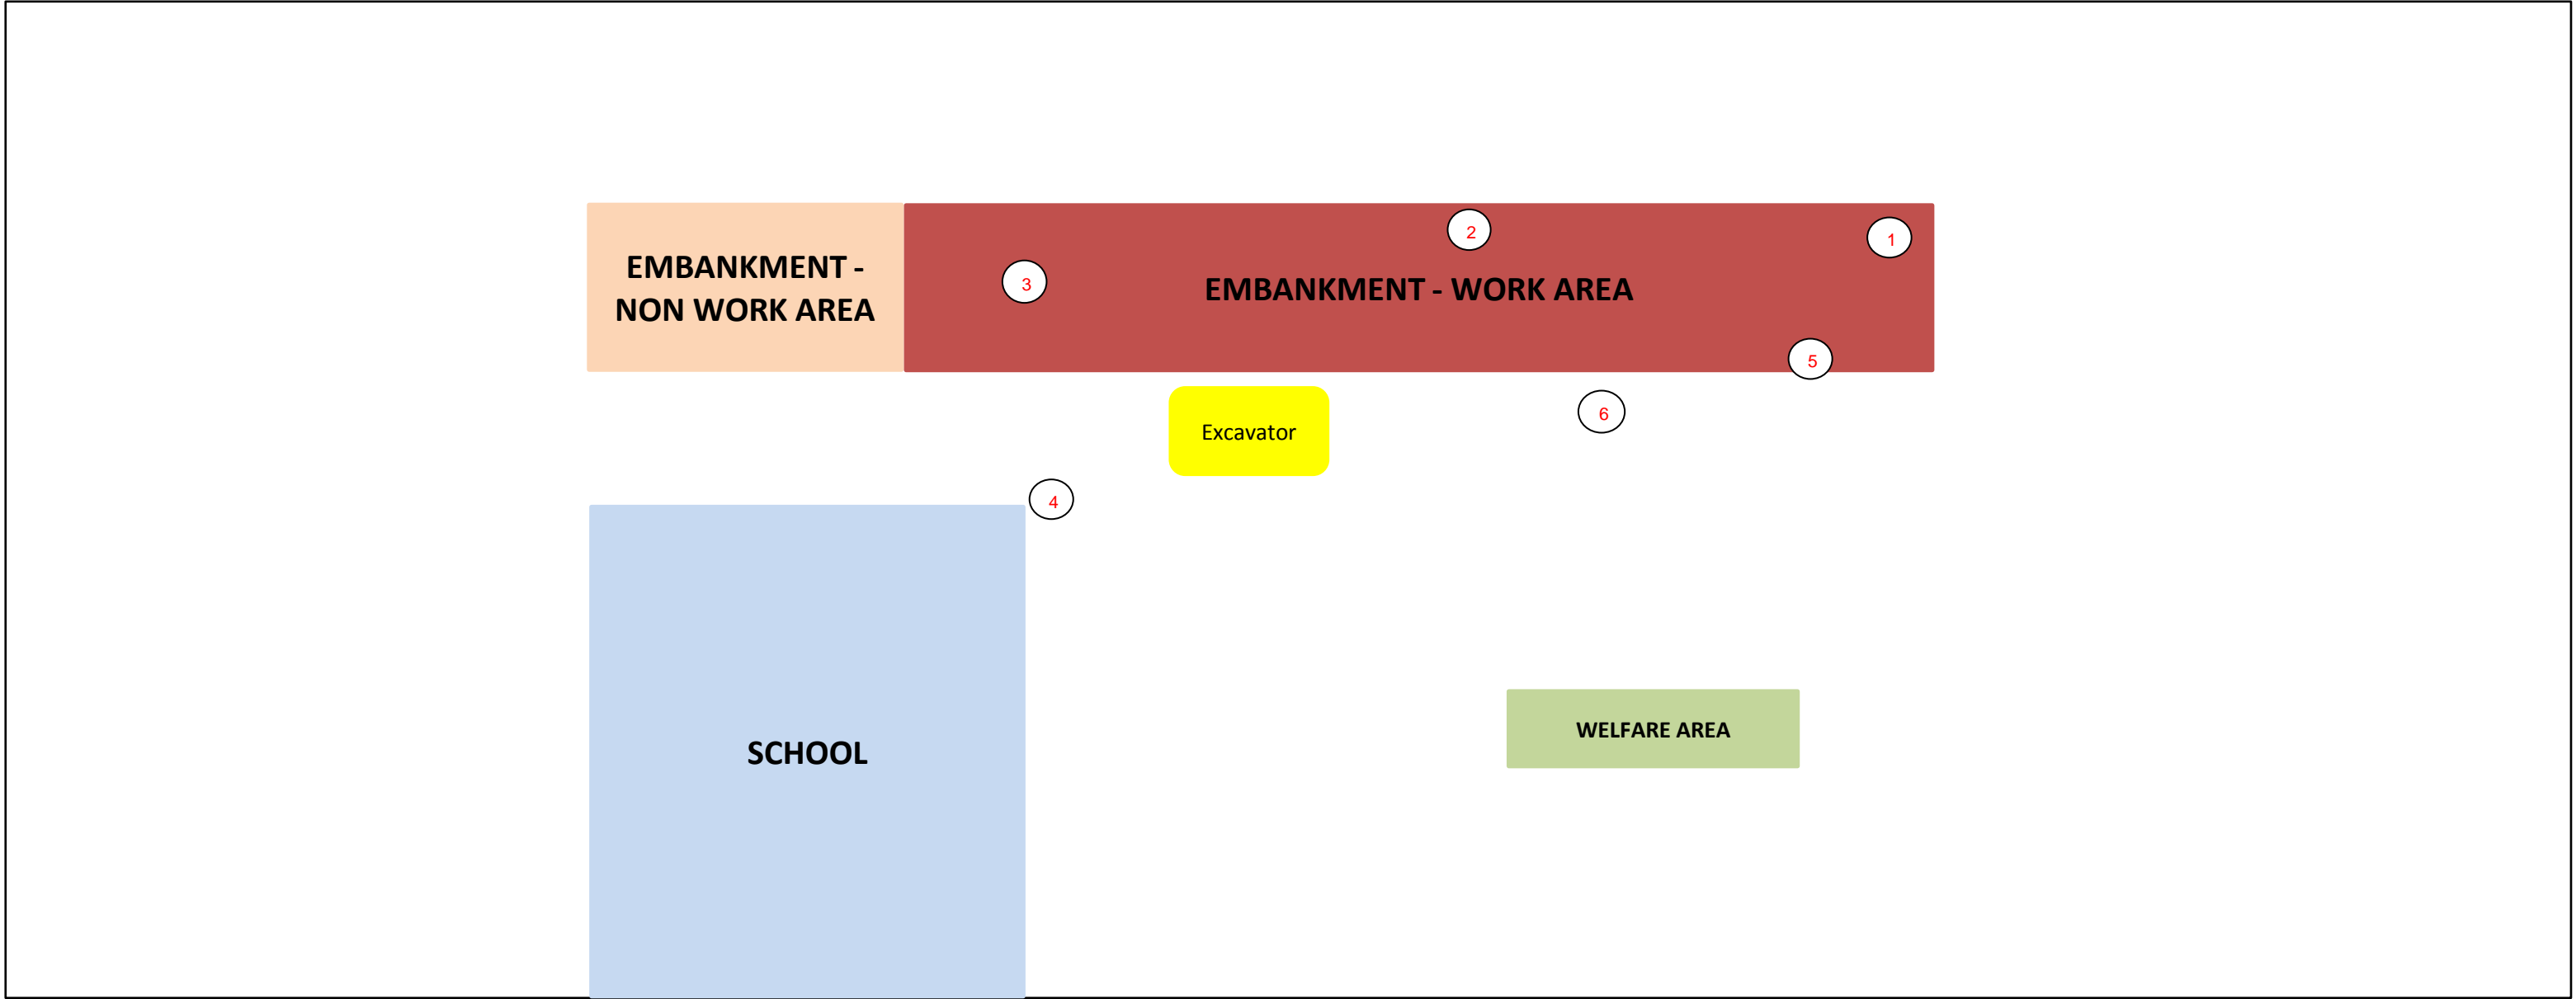 2
1
EMBANKMENT -
NON WORK AREA
3
EMBANKMENT - WORK AREA
5
6
Excavator
4
SCHOOL
WELFARE AREA